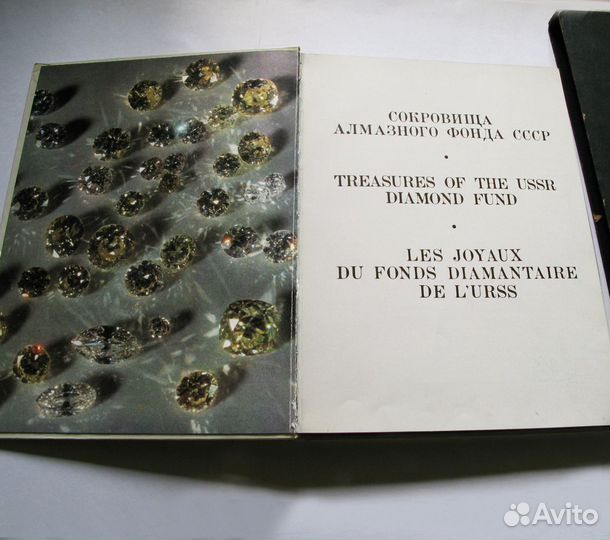 СОКРОВИЩА
АЛМАЗНОГО ФОНДА СССР
•
TREASURES OF THE USSR
DIAMOND FUND
•
LES JOYAUX
DU FONDS DIAMANTAIRE
DE L'URSS
Avito